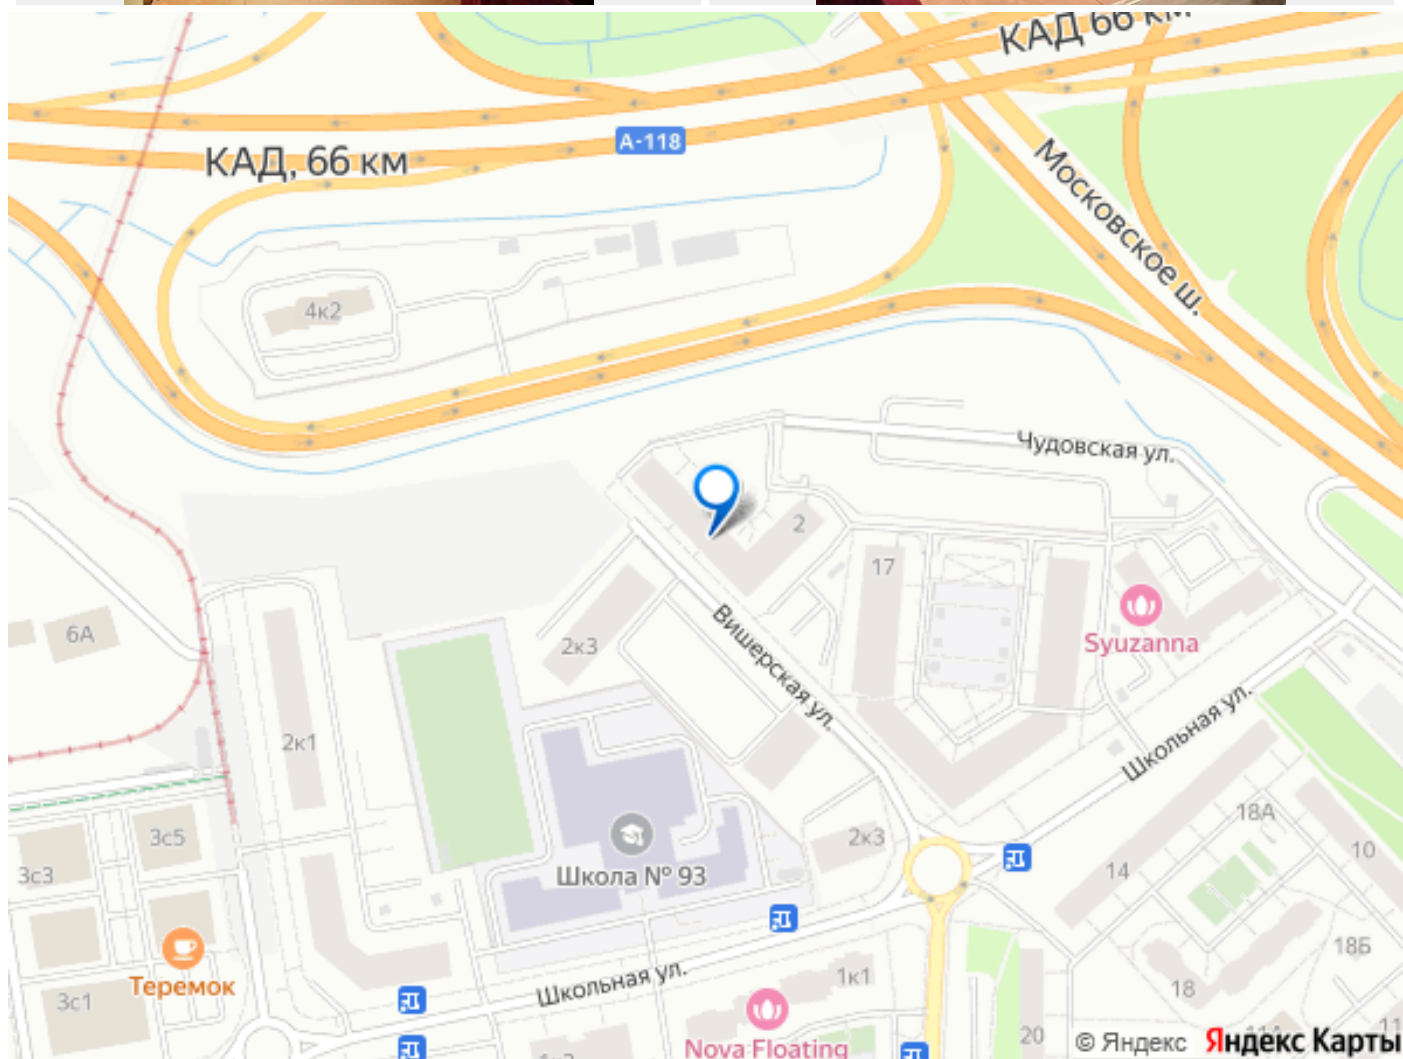 КАД 66 км
А-118
КАД, 66 км
Московское ш.
4к2
Чудовская ул.
2
17
6А
2к3
Вишерская ул.
Syuzanna
2к1
Школьная ул.
3с5
18А
3с3
2к3
10
Школа № 93
14
Теремок
18Б
Школьная ул.
1к1
3с1
18
20
Nova Floating
© Яндекс
Яндекс Карты